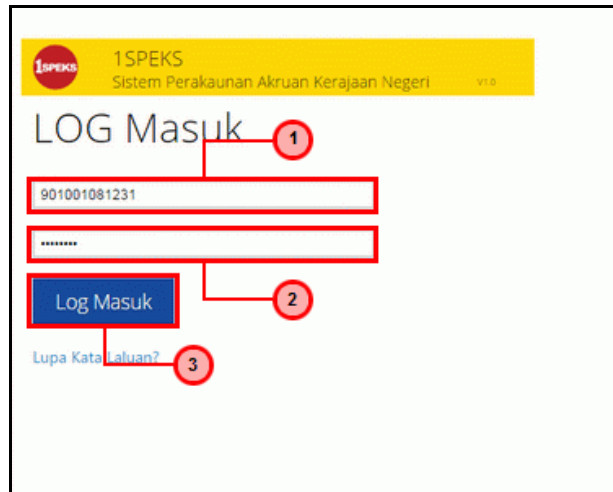 1SPEKS
1SPEKS
Sistem Perakaunan Akruan Kerajaan Negeri V1.0
LOG Masuk
1
901001081231
••••••••
Log Masuk
2
Lupa Kata Laluan?
3